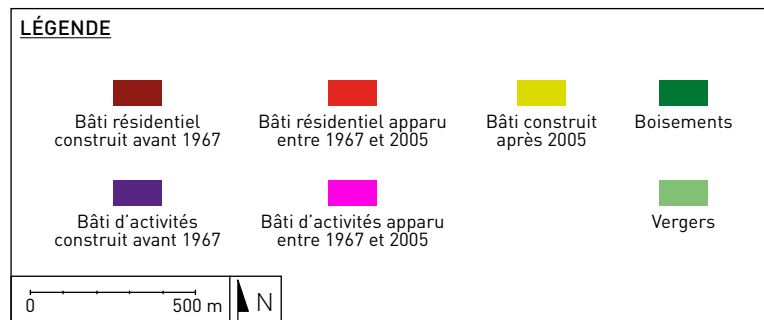 LÉGENDE
Bâti résidentiel
construit avant 1967
Bâti résidentiel apparu
entre 1967 et 2005
Bâti construit
après 2005
Boisements
Bâti d’activités
construit avant 1967
Bâti d’activités apparu
entre 1967 et 2005
Vergers
0 500 m N